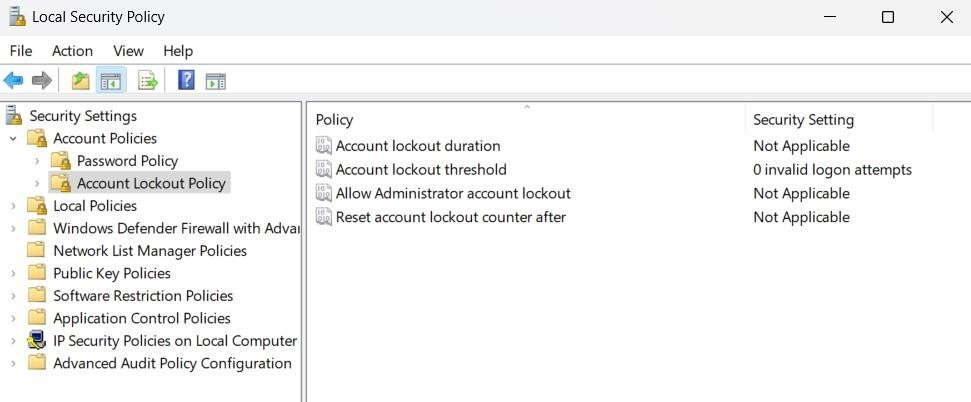 Local Security Policy
File Action View Help
Security Settings
Account Policies
Password Policy
Account Lockout Policy
Local Policies
Windows Defender Firewall with Adva
Network List Manager Policies
Public Key Policies
Software Restriction Policies
Application Control Policies
IP Security Policies on Local Computer
Advanced Audit Policy Configuration
Policy Security Setting
Account lockout duration Not Applicable
Account lockout threshold 0 invalid logon attempts
Allow Administrator account lockout Not Applicable
Reset account lockout counter after Not Applicable